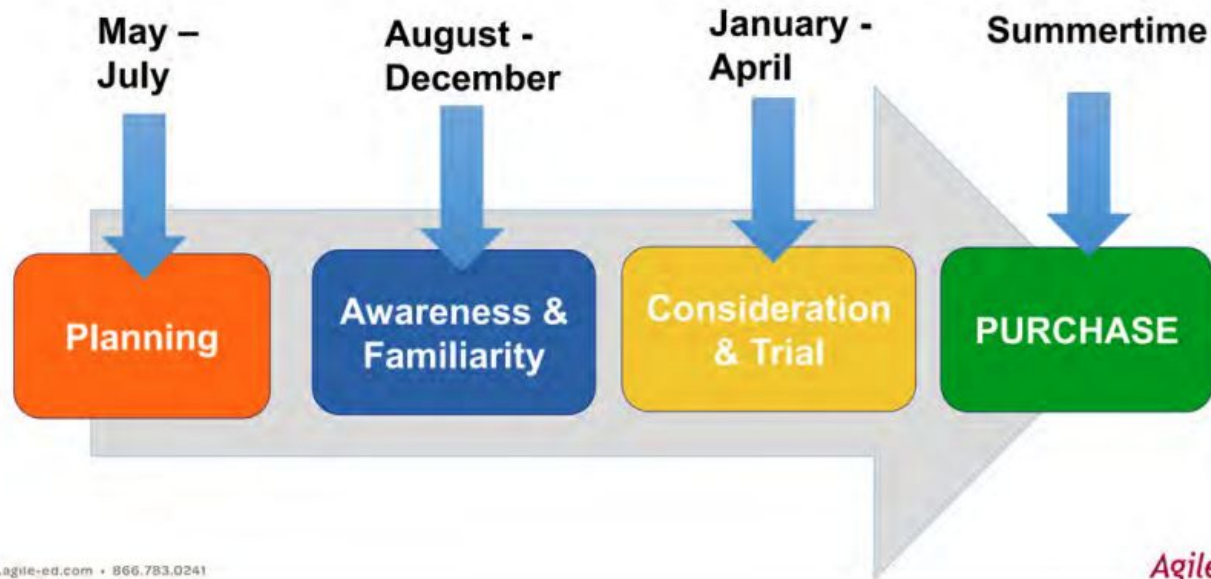 May –
July
August -
December
January -
April
Summertime
Planning
Awareness &
Familiarity
Consideration
& Trial
PURCHASE
.agile-ed.com • 866.783.0241
Agile